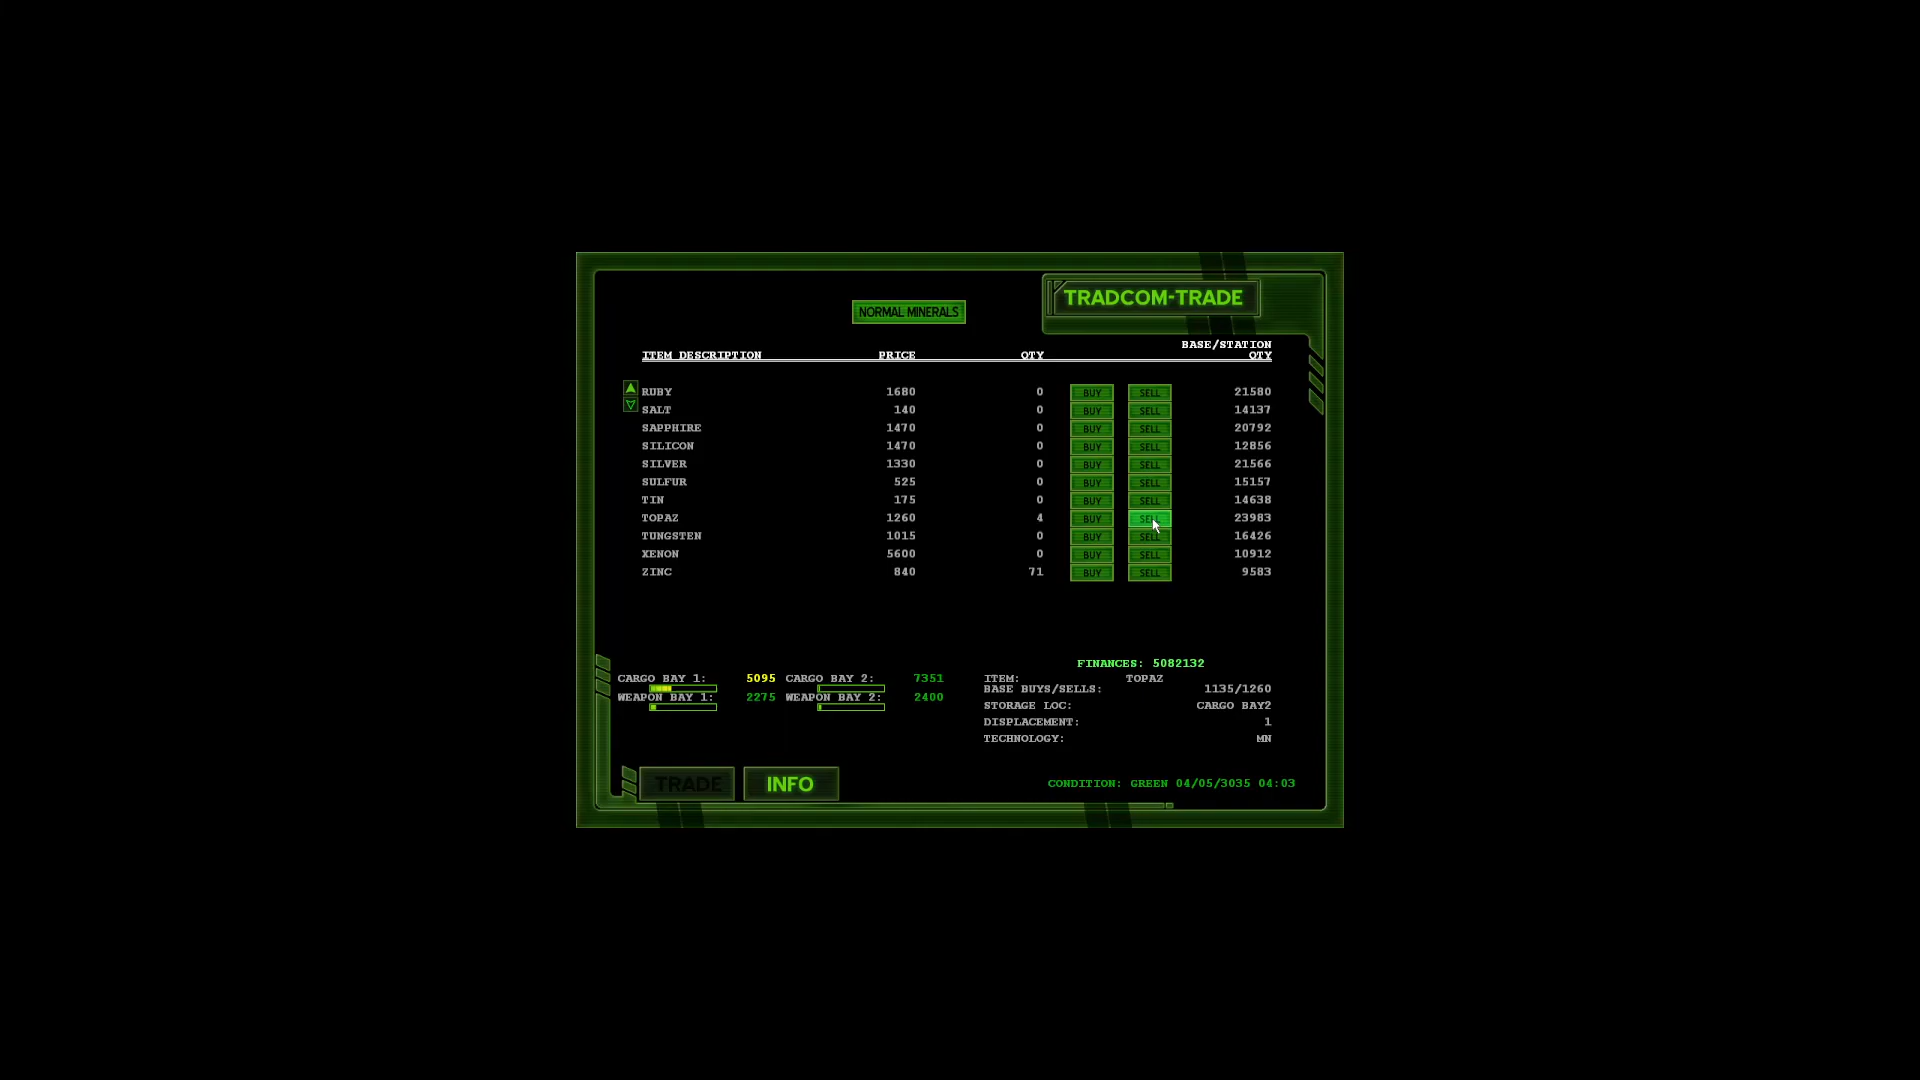 TRADCOM-TRADE
NORMAL MINERALS
BASE/STATION
ITEM DESCRIPTION PRICE QTY QTY
RUBY 1680 0 BUY SELL 21580
SALT 140 0 BUY SELL 14137
SAPPHIRE 1470 0 BUY SELL 20792
SILICON 1470 0 BUY SELL 12856
SILVER 1330 0 BUY SELL 21566
SULFUR 525 0 BUY SELL 15157
TIN 175 0 BUY SELL 14638
TOPAZ 1260 4 BUY SELL 23983
TUNGSTEN 1015 0 BUY SELL 16426
XENON 5600 0 BUY SELL 10912
ZINC 840 71 BUY SELL 9583
FINANCES: 5082132
CARGO BAY 1: 5095 CARGO BAY 2: 7351
WEAPON BAY 1: 2275 WEAPON BAY 2: 2400
ITEM: TOPAZ
BASE BUYS/SELLS: 1135/1260
STORAGE LOC: CARGO BAY2
DISPLACEMENT: 1
TECHNOLOGY: MN
TRADE INFO
CONDITION: GREEN 04/05/3035 04:03